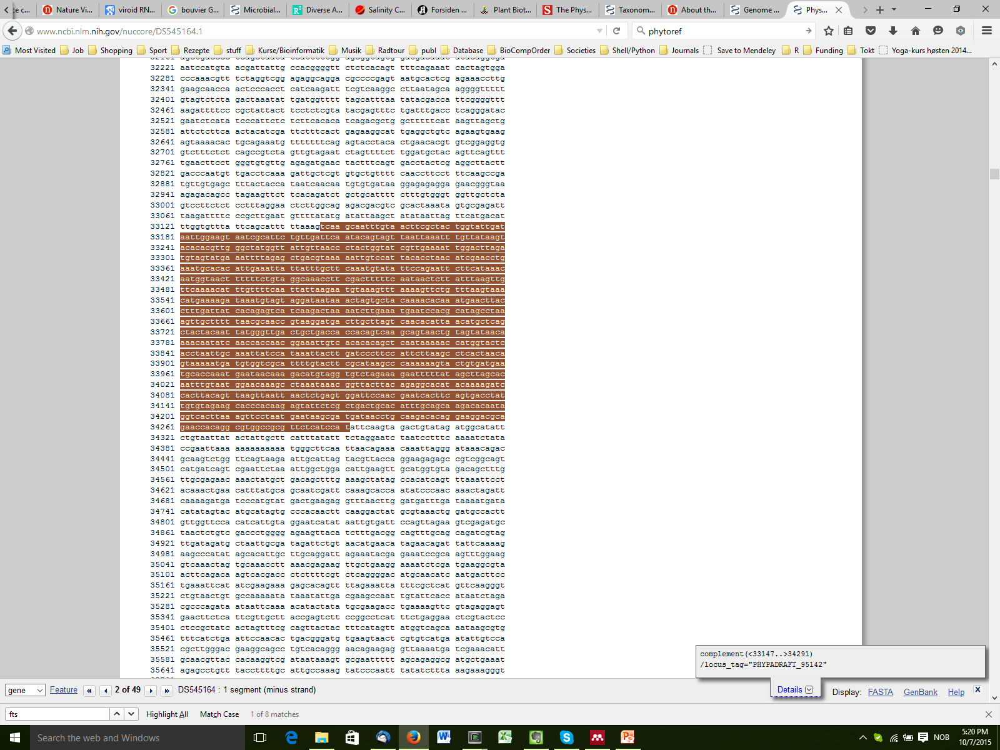 ce c...
Nature Vi...
viroid RN...
bouvier G...
Microbial...
Diverse A...
Salinity C...
Forsiden ...
Plant Biot...
The Phys...
Taxonom...
About th...
Genome ...
Phys...
www.ncbi.nlm.nih.gov/nuccore/DS545164.1
phytoref
Most Visited Job Shopping Sport Rezepte stuff Kurse/Bioinformatik Musik Radtour publ Database BioCompOrder Societies Shell/Python Journals Save to Mendeley R Funding Tokt Yoga-kurs høsten 2014...
32221 aatccatgta acgattattg ccacggggtt ctctcacagt tttcagaaat cactagtgga
32281 cccaaacgtt tctaggtcgg agaggcagga cgccccgagt aatgcactcg agaaaccttg
32341 gaagcaacca actcccacct catcaagatt tcgtcaaggc cttaatagca aggggttttt
32401 gtagtctcta gactaaatat tgatggtttt tagcatttaa tatacgacca ttcggggttt
32461 aagattttcc cgctattact tcctctcgta tacgagtttc tgatttgacc tcagggatac
32521 gaatctcata tcccattctc tcttcacaca tcagacgctg gctttttcat aagttagctg
32581 attctcttca actacatcga ttctttcact gagaaggcat tgaggctgtc agaagtgaag
32641 agtaaaacac tgcagaaatg tttttttcag agtacctaca ctgaacacgt gtcggaggtg
32701 gtctttctct cagccgtcta gttgtagaat ctagttttct tggatgctac agttcagttt
32761 tgaacttcct gggtgtgttg gagagatgaac tactttcagt gacctactcg aggcttactt
32821 gacccaatgt tgacctcaaa gattgctcgt gtgctgtttt caaccttcct ttcaagccga
32881 tgttgtgagc tttactacca taatcaacaa tgtgtgataa ggagagagga gaacgggtaa
32941 agagacagcc tagaagttct tcacagatct gctgcatttt ctttgtgggt ggttgctcta
33001 gtccttctct cctttaggaa ctcttggcag agacgacgtc gcactaaata gtgcgagatt
33061 taagattttc ccgcttgaat gttttatatg atattaagct atataattag ttcatgacat
33121 ttggtgttta ttcagcattt ttaaagtcaa gcaatttgta acttcgctac tggtattgat
33181 aattggaagt aatcgcattc tgttgattca atacagtagt taattaaatt tgttataagt
33241 acacacgttg gggctatggtt attgttaacc ctactggtat cgttgaaaat tggacttaga
33301 tgtagtatga aattttagag ctgacgtaaa aattgtccat tacacctaac atcgaacctg
33361 aaatgcacac attgaaatta ttatttgctt caaatgtata ttccagaatt cttcataaac
33421 aatggtaact tttttctgta ggcaaacctt cgactttttc aataactctt atttaagttg
33481 ttcaaaacat ttgttttcaa ttattaagaa tgtaaagttt aaaagttctg tttaagtaaa
33541 catgaaaaga taaatgtagt aggataataa actagtgcta caaaacacaa atgaacttac
33601 ctttgattat cacagagtca tcaagactaa aatcttgaaa tgaatccacg catagcctaa
33661 agttgctttt taacgcaacc gtaaggatga cttgcttagt caacacatta acatgctcag
33721 ctactacaat tatgggttga ctgctgacca ccacagtcaa gcagtaactg tagtataaca
33781 aaacaatatc aaccaccaac ggaaattgtc acacacagct caataaaaac catggtactc
33841 acctaattgc aaattatcca taaattactt gatcccttcc attcttaagc ctcactaaca
33901 gtaaaaatga tgtggtcgca ttttgtactt cgcataagcc caaaaaagta ctgtgatgaa
33961 tgcaccaaat gaataacaaa gacatgtagg tgtctagaaa gaatttttat agcttagcac
34021 aatttgtaat ggaacaaagc ctaaataaac ggttacttac agaggcacat acaaaagatc
34081 cacttacagt taagttaatt aactctgagt ggattccaac gaatcacttc agtgacctat
34141 tgtgtagaag cacccacaag agtattctcg ctgactgcac atttgcagca agacacaata
34201 ggtcacttaa agttcctaat gaataagcga tgataacctg caagacacag gaaggacgca
34261 gaaccacagg cgtggccgcg ttctcatcca tattcaagta gactgtatag atggcatatt
34321 ctgtaattat actattgctt catttatatt tctaggaatc taatcctttc aaaatctata
34381 ccgaattaaa aaaaaaaaaa tgggcttcaa ttaacagaaa caaattaggg ataaacagac
34441 gcaagtctgg ttcagtaaga attgcattag tacgttacca ggaagagagc cgtcggcagt
34501 catgatcagt cgaattctaa attggctgga cattgaagtt gcatggtgta gacagctttg
34561 ttgcgagaac aaactatgct gacagctttg aaagctatag ccacatcagt ttaaattcct
34621 acaaactgaa catttatgca gcaatcgatt caaagcacca atatcccaac aaactagatt
34681 caaaagatga tcccatgtat gactgaagag gtttaacttg gatgatttga taaaatgata
34741 catatagtac atgcatagtg cccacaactt caaggactat gcgtaaactg gatgccactt
34801 gttggttcca catcattgta ggaatcatat aattgtgatt ccagttagaa gtcgagatgc
34861 taactctgtc gaccctgggg agaagttaca tctttgacgg cagtttgcag cagatcgtag
34921 ttgatagatg ctaattgcga tagattctgt aacatgaaca tagaacagat tattcaaaag
34981 aagcccatat agcacattgc ttgcaggatt agaaatacga gaaatccgca agtttggaag
35041 gtcaaactag tgcaaacctt aaacgagaag ttgctgaagg aaaatctcga tgaaggcgta
35101 acttcagaca agtcacgacc ctcttttcgt ctcaggggac atgcaacatc aatgacttcc
35161 tgaaattcat atcgaagaaa gagcacagtt ttagaaatta tttcgctcat gttcaagggt
35221 ctgtaactgt gccaaaaata taaatattga cgaagccaat tgtattcacc ataatctaga
35281 cgcccagata ataattcaaa acatactata tgcgaagacc tgaaaagttc gtagaggagt
35341 gaacttctca ttcgttgctt accgagtctt ccggcctcat ttctgaggaa ctcgtactcc
35401 ctccgctatc actagtttcg cagttactac tttcatagtt atggtcagca aataagcgtg
35461 tttcatctga attccaacac tgacgggatg tgaagtaact cgtgtcatga atattgtcca
35521 cgcttgggac gaaggcagcc tgtcacaggg aacagaagag gttaaaatga tcgaaacatt
35581 gcaacgttac cacaaggtcg ataataaagt gcgaattttt agcagaggcg atgctgaaat
35641 agagcctgtt taccttttgc attgccaaag tatcccaatt tatatcttta aagaaagggt
complement(<33147..>34291)
/locus_tag="PHYPADRAFT_95142"
gene Feature 2 of 49 DS545164 : 1 segment (minus strand) Details Display: FASTA GenBank Help
fts Highlight All Match Case 1 of 8 matches
Search the web and Windows
NOB
5:20 PM
10/7/2015